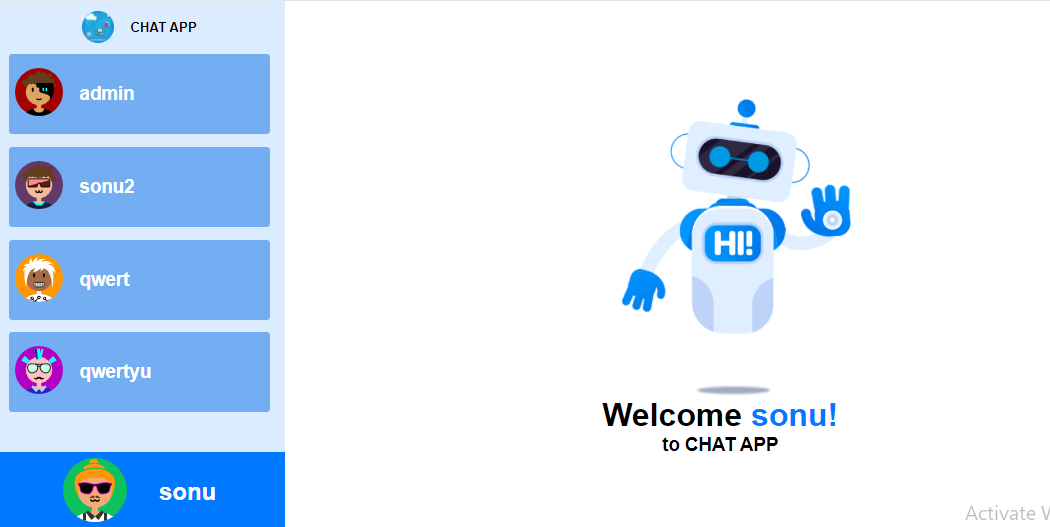 CHAT APP
admin
sonu2
qwert
qwertyu
sonu
HI!
Welcome sonu!
to CHAT APP
Activate